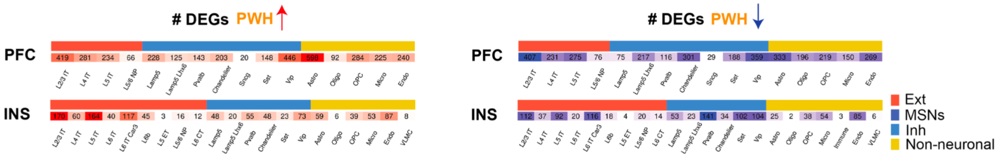 # DEGs PWH
PFC
419 281 234 66 228 125 143 203 20 148 446 598 92 284 225 240
L2/3 IT L4 IT L5 IT L5/6 NP Lamp5 Lamp5 Lhx6 Pvalb Chandelier Sncg Sst Vip Astro Oligo OPC Micro Endo
INS
170 60 164 40 117 45 3 16 12 48 20 55 48 23 73 59 6 39 53 87 8
L2/3 IT L4 IT L5 IT L6 IT L6 IT Car3 L6b L5 ET L5/6 NP L6 CT Lamp5 Lamp5 Lhx6 Pvalb Chandelier Sst Vip Astro Oligo OPC Micro Endo VLMC
# DEGs PWH
PFC
407 231 275 76 75 217 116 301 29 188 359 333 196 219 150 269
L2/3 IT L4 IT L5 IT L5/6 NP Lamp5 Lamp5 Lhx6 Pvalb Chandelier Sncg Sst Vip Astro Oligo OPC Micro Endo
INS
112 37 92 20 116 18 4 20 14 53 23 141 34 102 104 25 2 38 54 3 85 6
L2/3 IT L4 IT L5 IT L6 IT L6 IT Car3 L6b L5 ET L5/6 NP L6 CT Lamp5 Lamp5 Lhx6 Pvalb Chandelier Sst Vip Astro Oligo OPC Micro Immune Endo VLMC
Ext
MSNs
Inh
Non-neuronal